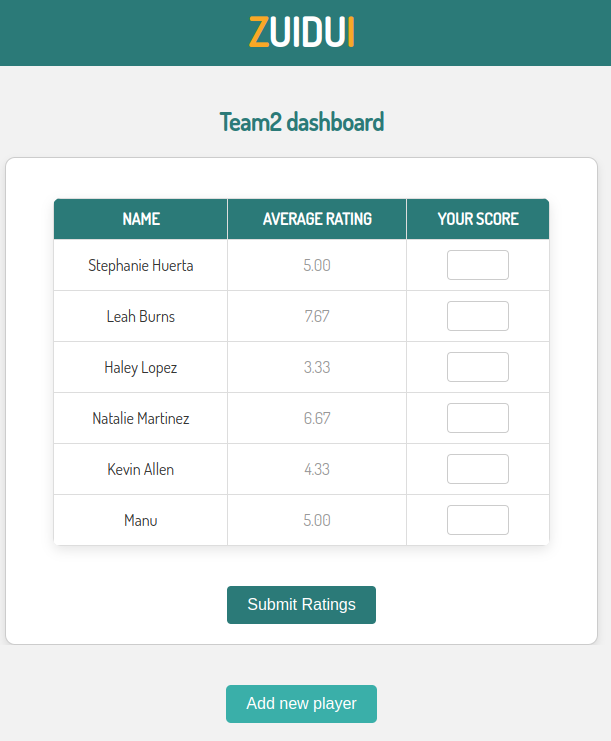 ZUIDUI
Team2 dashboard
NAME AVERAGE RATING YOUR SCORE
Stephanie Huerta 5.00
Leah Burns 7.67
Haley Lopez 3.33
Natalie Martinez 6.67
Kevin Allen 4.33
Manu 5.00
Submit Ratings
Add new player